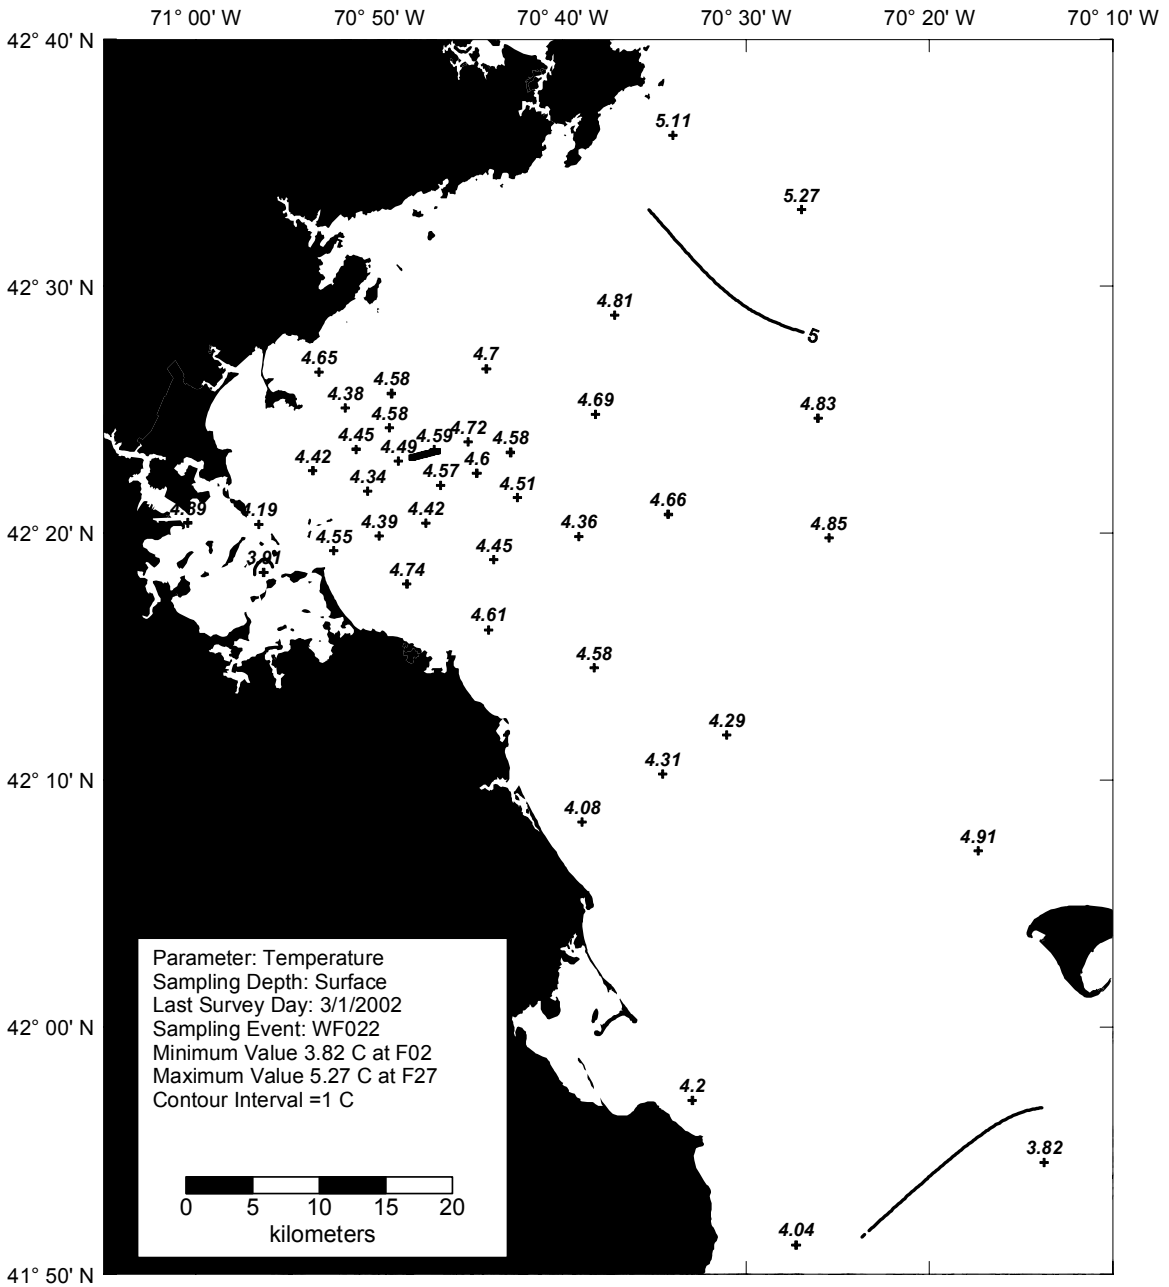 71° 00' W 70° 50' W 70° 40' W 70° 30' W 70° 20' W 70° 10' W
42° 40' N
5.11
5.27
42° 30' N
4.81
5
4.7
4.65
4.58
4.38
4.69
4.83
4.58
4.72
4.59
4.58
4.45
4.49
4.42
4.6
4.57
4.34
4.51
4.66
4.39
4.19
4.42
4.36
4.85
42° 20' N
4.39
4.55
4.45
3.91
4.74
4.61
4.58
4.29
4.31
42° 10' N
4.08
4.91
Parameter: Temperature
Sampling Depth: Surface
Last Survey Day: 3/1/2002
42° 00' N
Sampling Event: WF022
Minimum Value 3.82 C at F02
Maximum Value 5.27 C at F27
Contour Interval =1 C
4.2
3.82
0 5 10 15 20
kilometers
4.04
41° 50' N